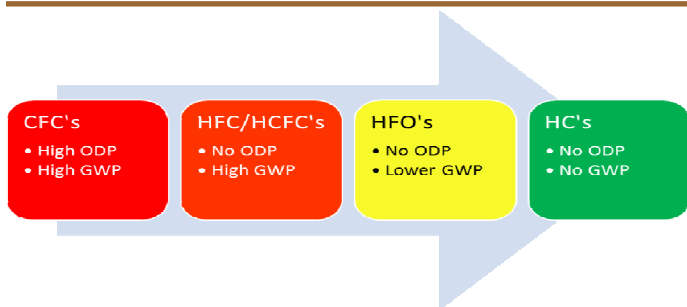 CFC's
• High ODP
• High GWP
HFC/HCFC's
• No ODP
• High GWP
HFO's
• No ODP
• Lower GWP
HC's
• No ODP
• No GWP